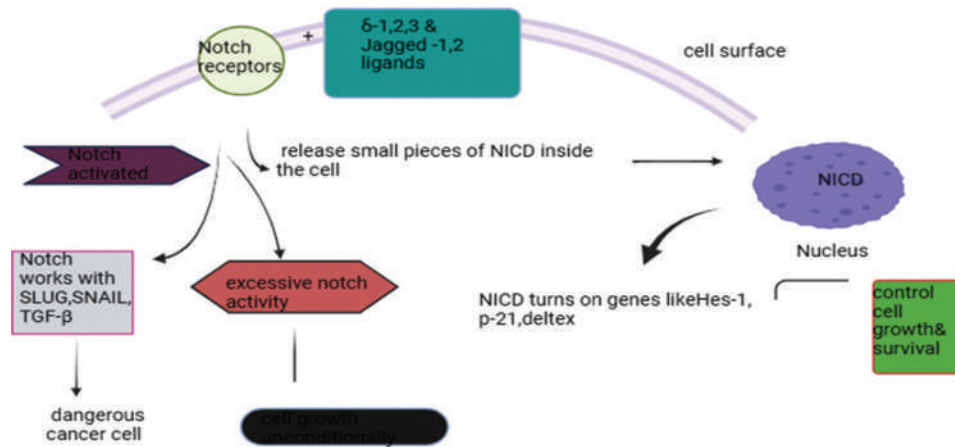 Notch
receptors
+
δ-1,2,3 &
Jagged -1,2
ligands
cell surface
Notch
activated
release small pieces of NICD inside
the cell
NICD
Nucleus
Notch
works with
SLUG,SNAIL,
TGF-β
excessive notch
activity
NICD turns on genes likeHes-1,
p-21,deltex
control
cell
growth&
survival
dangerous
cancer cell
cell growth
unconditionally